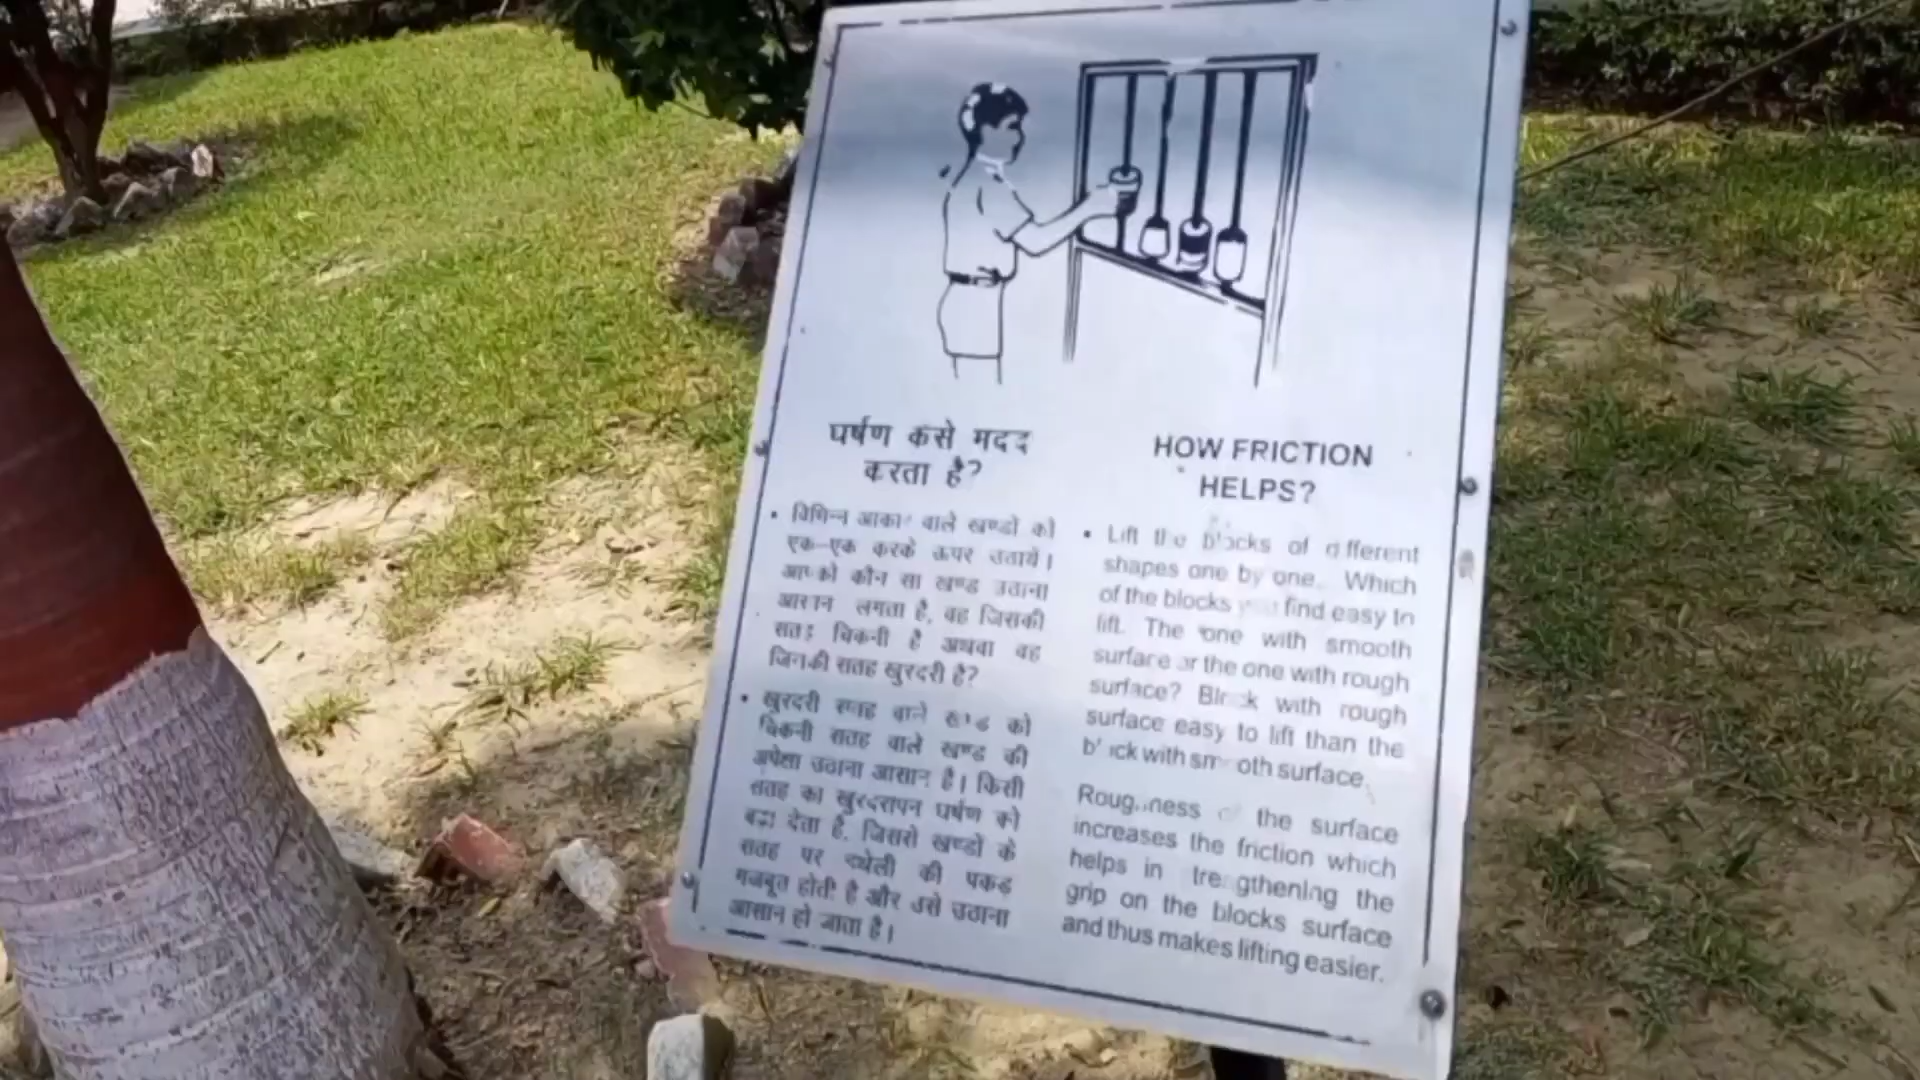 घर्षण कसे मदद
करता है?
विभिन्न आकार वाले खण्डों को
एक-एक करके ऊपर उठायें।
आपको कौन सा खण्ड उठाना
आसान लगता है, वह जिसकी
सतह चिकनी है अथवा वह
जिनकी सतह खुरदरी है?
खुरदरी सतह वाले खण्ड को
चिकनी सतह वाले खण्ड की
अपेक्षा उठाना आसान है। किसी
सतह का खुरदरापन घर्षण को
बढ़ा देता है, जिससे खण्डों के
सतह पर हथेली की पकड़
मजबूत होती है और उसे उठाना
आसान हो जाता है।
HOW FRICTION
HELPS?
Lift the blocks of different
shapes one by one. Which
of the blocks you find easy to
lift. The one with smooth
surface or the one with rough
surface? Block with rough
surface easy to lift than the
block with smooth surface.
Roughness of the surface
increases the friction which
helps in strengthening the
grip on the blocks surface
and thus makes lifting easier.